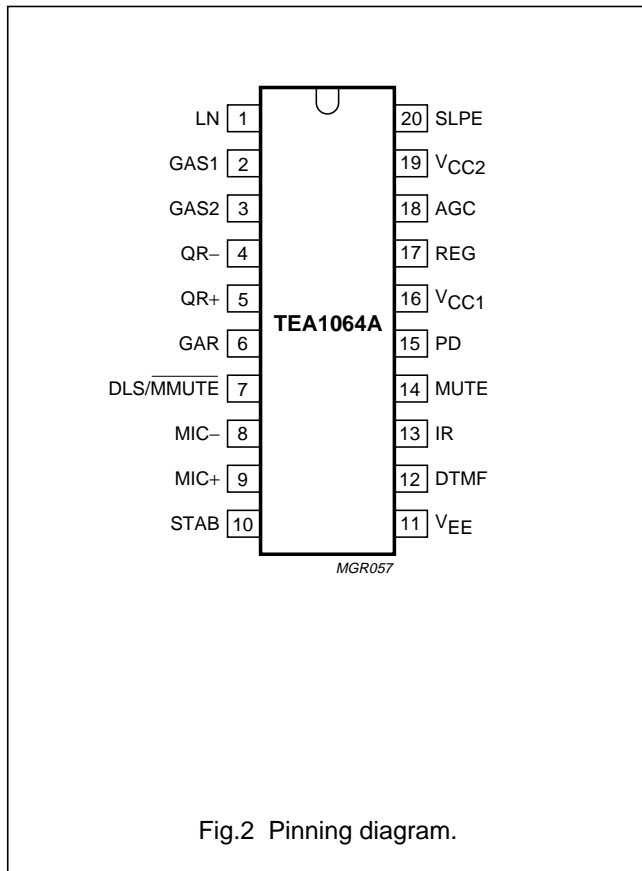 LN 1 20 SLPE
GAS1 2 19 VCC2
GAS2 3 18 AGC
QR− 4 17 REG
QR+ 5 16 VCC1
TEA1064A
GAR 6 15 PD
DLS/MMUTE 7 14 MUTE
MIC− 8 13 IR
MIC+ 9 12 DTMF
STAB 10 11 VEE
MGR057
Fig.2 Pinning diagram.